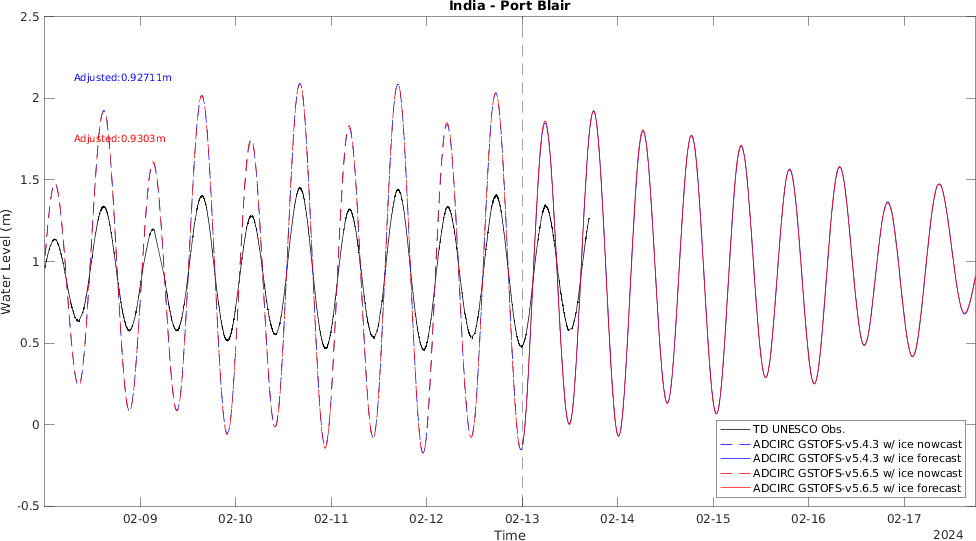 India - Port Blair
2.5
Adjusted:0.92711m
2
Adjusted:0.9303m
1.5
Water Level (m)
1
0.5
0
TD UNESCO Obs.
ADCIRC GSTOFS-v5.4.3 w/ ice nowcast
ADCIRC GSTOFS-v5.4.3 w/ ice forecast
ADCIRC GSTOFS-v5.6.5 w/ ice nowcast
ADCIRC GSTOFS-v5.6.5 w/ ice forecast
-0.5
02-09 02-10 02-11 02-12 02-13 02-14 02-15 02-16 02-17
Time
2024